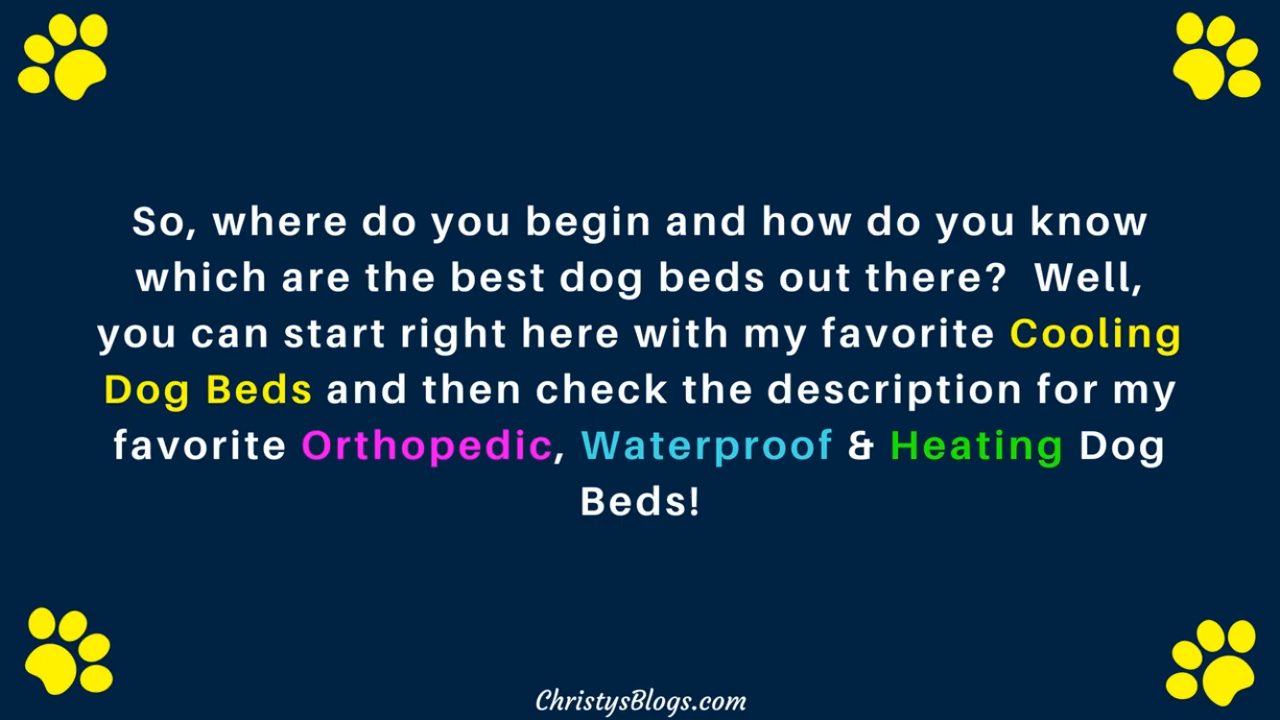 So, where do you begin and how do you know
which are the best dog beds out there? Well,
you can start right here with my favorite Cooling
Dog Beds and then check the description for my
favorite Orthopedic, Waterproof & Heating Dog
Beds!
ChristysBlogs.com